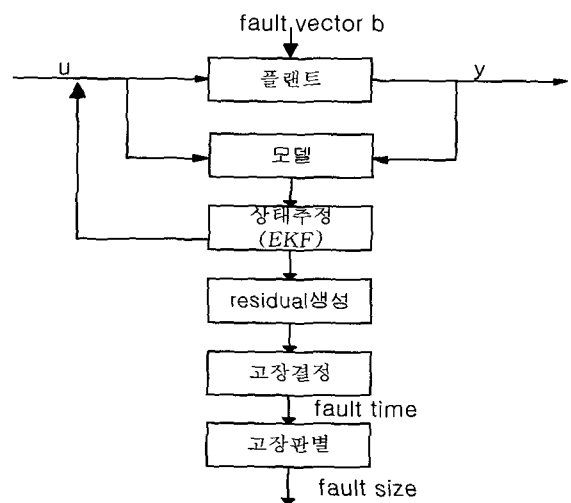 fault vector b
u
플랜트
y
모델
상태추정
(EKF)
residual생성
고장결정
fault time
고장판별
fault size